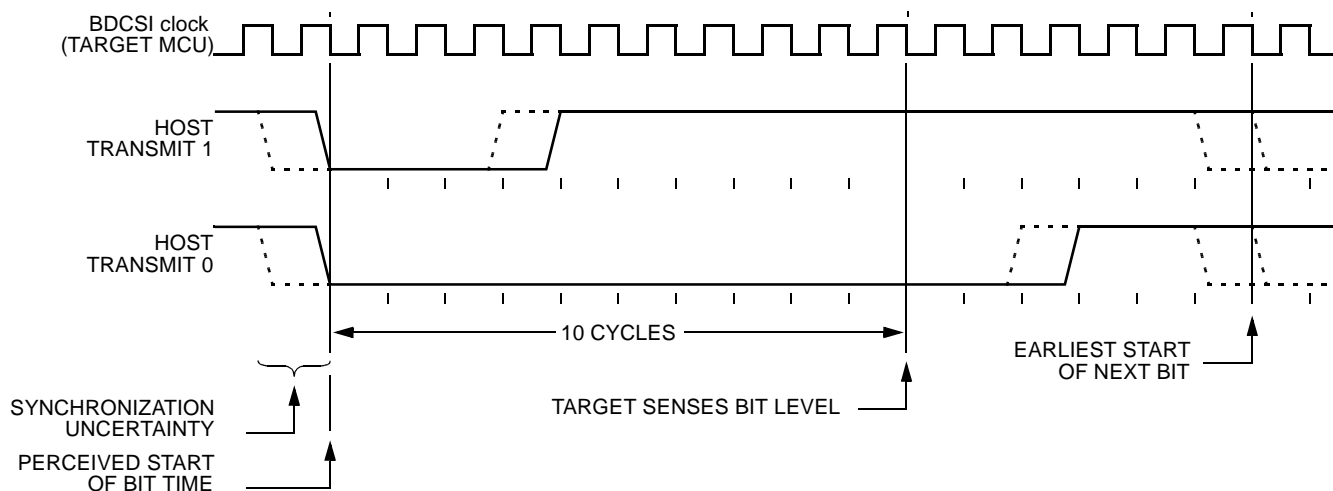 BDCSI clock
(TARGET MCU)
HOST
TRANSMIT 1
HOST
TRANSMIT 0
10 CYCLES
EARLIEST START
OF NEXT BIT
TARGET SENSES BIT LEVEL
SYNCHRONIZATION
UNCERTAINTY
PERCEIVED START
OF BIT TIME